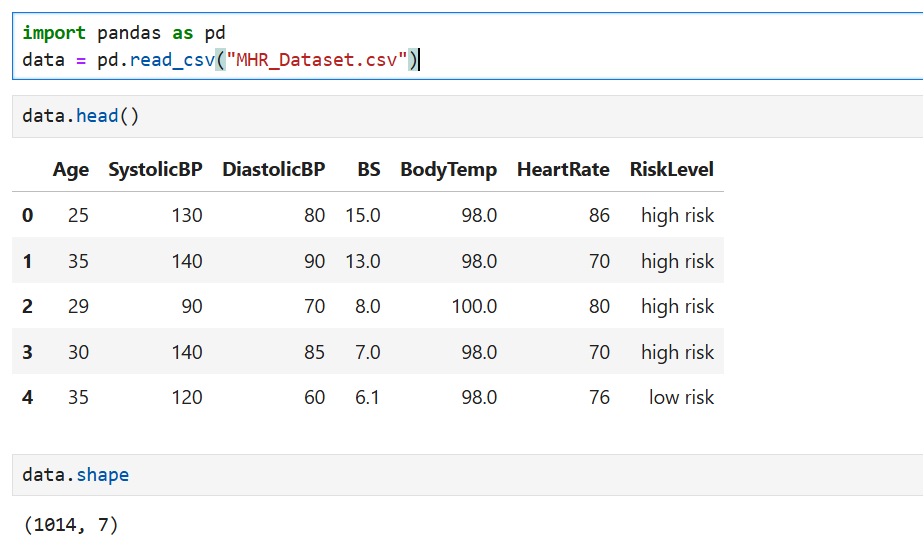 import pandas as pd
data = pd.read_csv("MHR_Dataset.csv")
data.head()
Age SystolicBP DiastolicBP BS BodyTemp HeartRate RiskLevel
0 25 130 80 15.0 98.0 86 high risk
1 35 140 90 13.0 98.0 70 high risk
2 29 90 70 8.0 100.0 80 high risk
3 30 140 85 7.0 98.0 70 high risk
4 35 120 60 6.1 98.0 76 low risk
data.shape
(1014, 7)